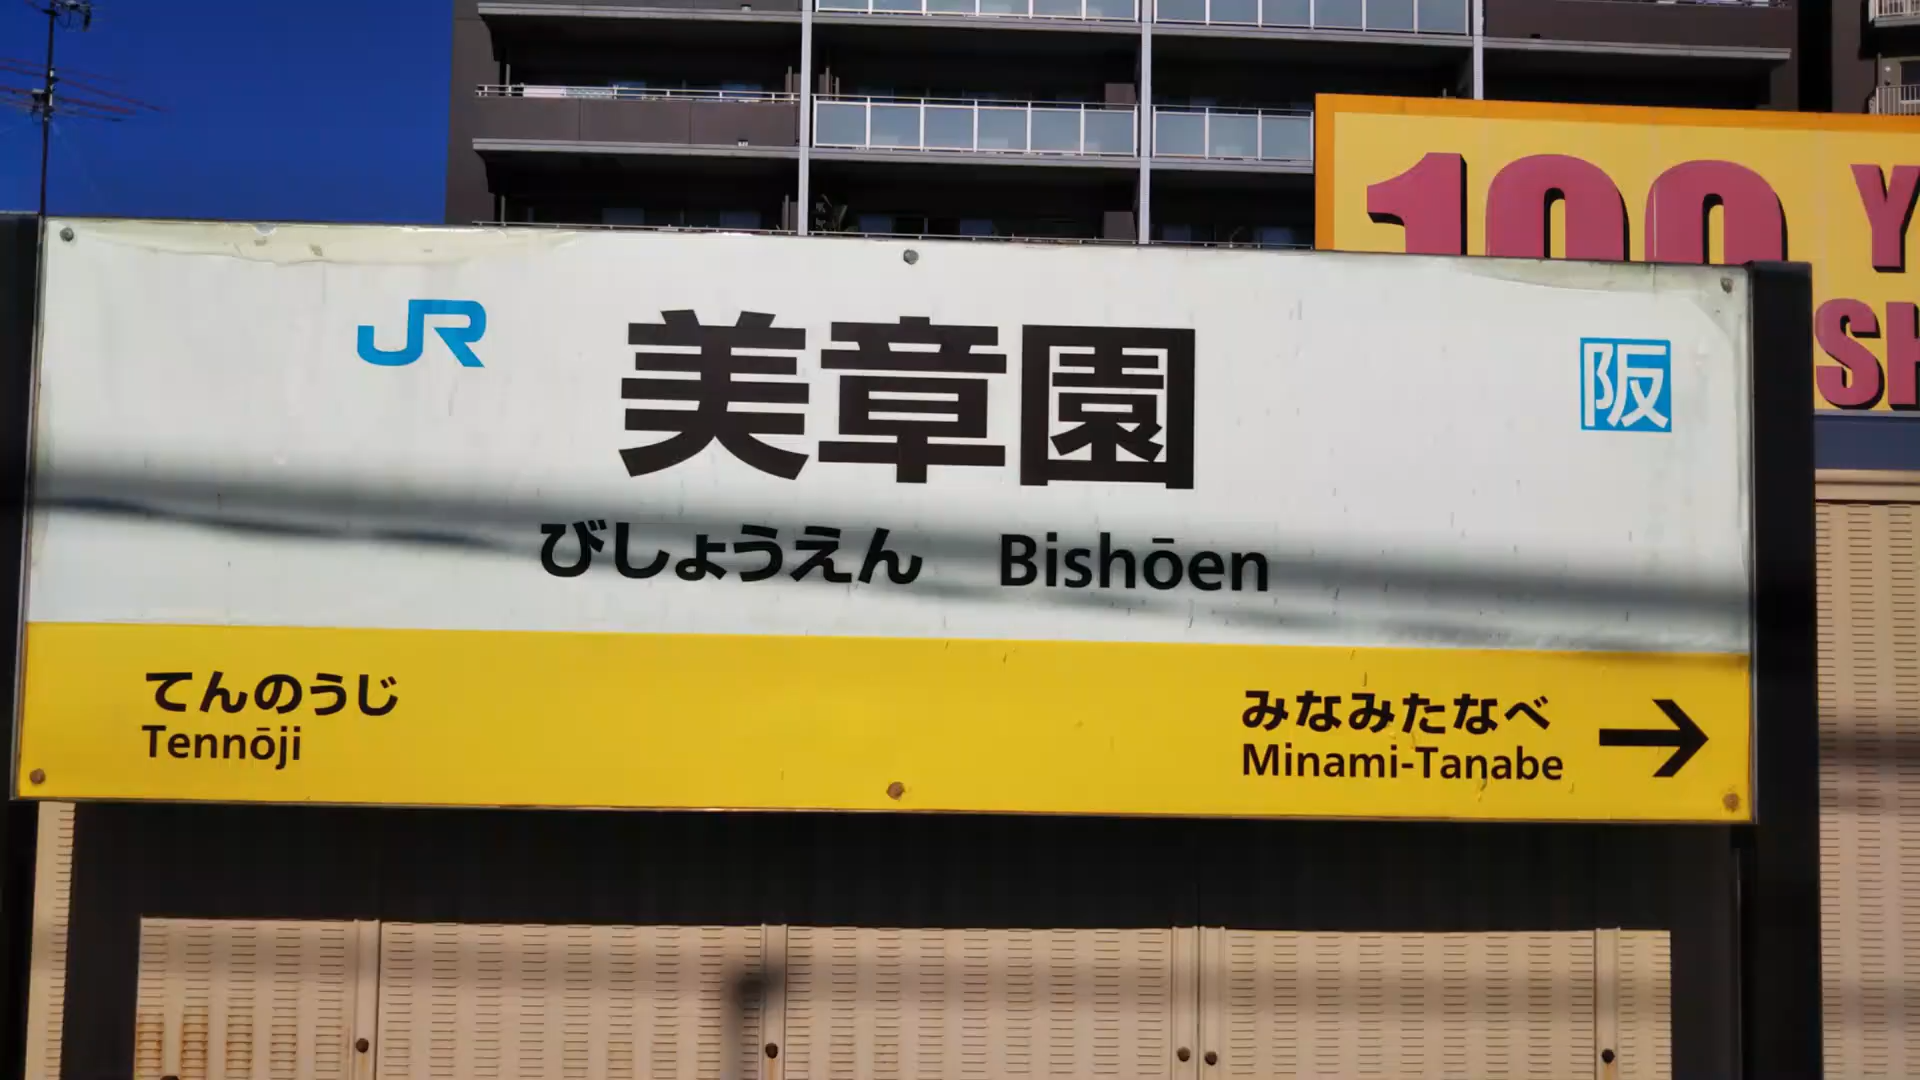 100 Y
SH
JR
美章園
阪
びしょうえん Bishōen
てんのうじ
Tennōji
みなみたなべ →
Minami-Tanabe